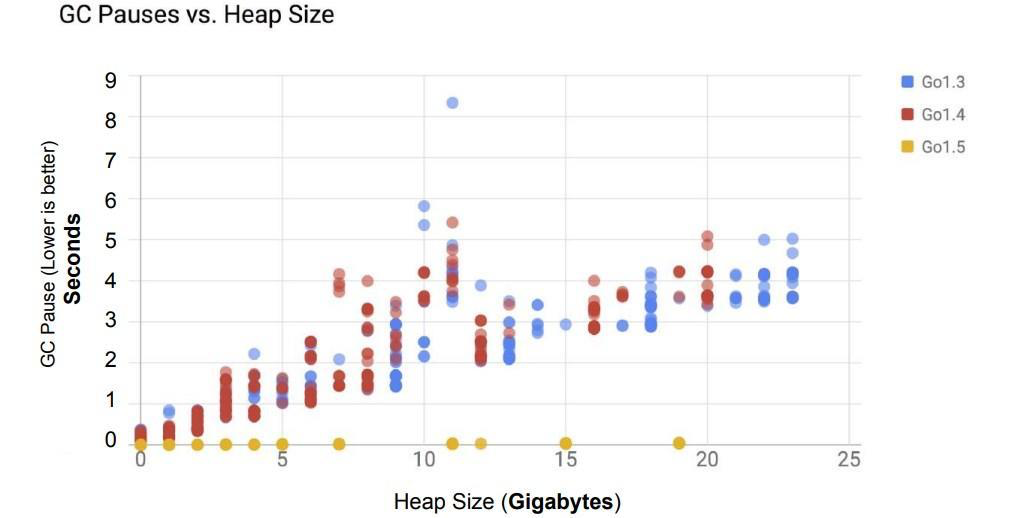 GC Pauses vs. Heap Size
9
8
7
6
5
4
3
2
1
0
GC Pause (Lower is better)
Seconds
0 5 10 15 20 25
Heap Size (Gigabytes)
Go1.3
Go1.4
Go1.5